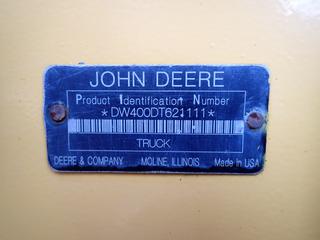 JOHN DEERE
Product Identification Number
*DW400DT621111*
TRUCK
DEERE & COMPANY MOLINE, ILLINOIS Made in USA